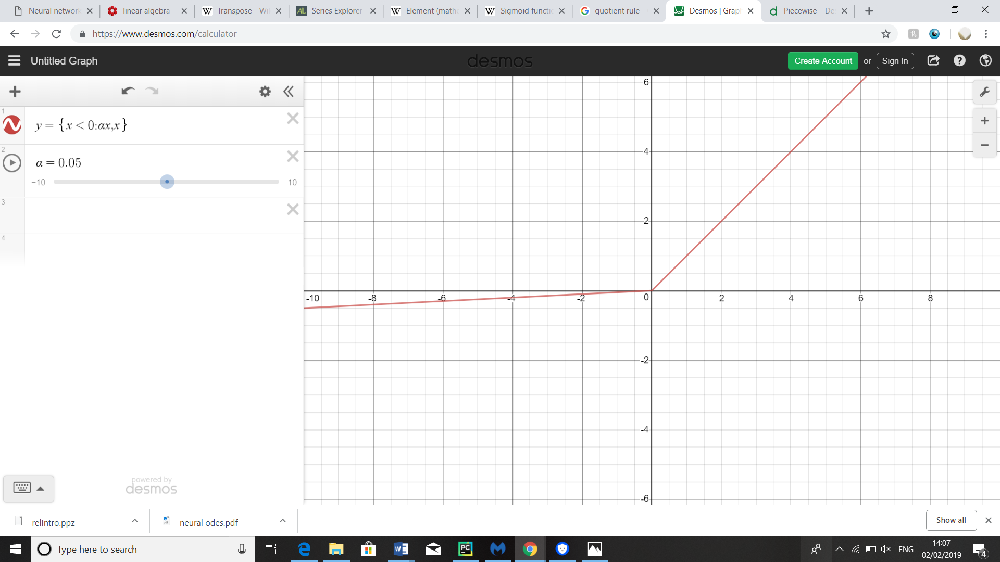 Neural network
linear algebra -
Transpose - Wi
Series Explorer
Element (math
Sigmoid functi
quotient rule -
Desmos | Grap
Piecewise – De
https://www.desmos.com/calculator
Untitled Graph
desmos
Create Account or Sign In
1
y = {x < 0:αx,x}
2
α = 0.05
−10
10
3
4
powered by
desmos
6
4
2
-10 -8 -6 -4 -2 0 2 4 6 8
-2
-4
-6
relIntro.ppz
neural odes.pdf
Show all
Type here to search
ENG
14:07
02/02/2019
4